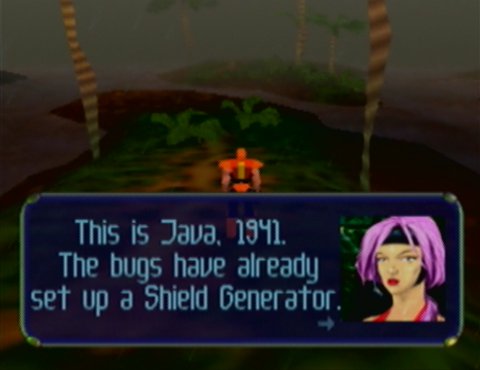 This is Java, 1941.
The bugs have already
set up a Shield Generator.